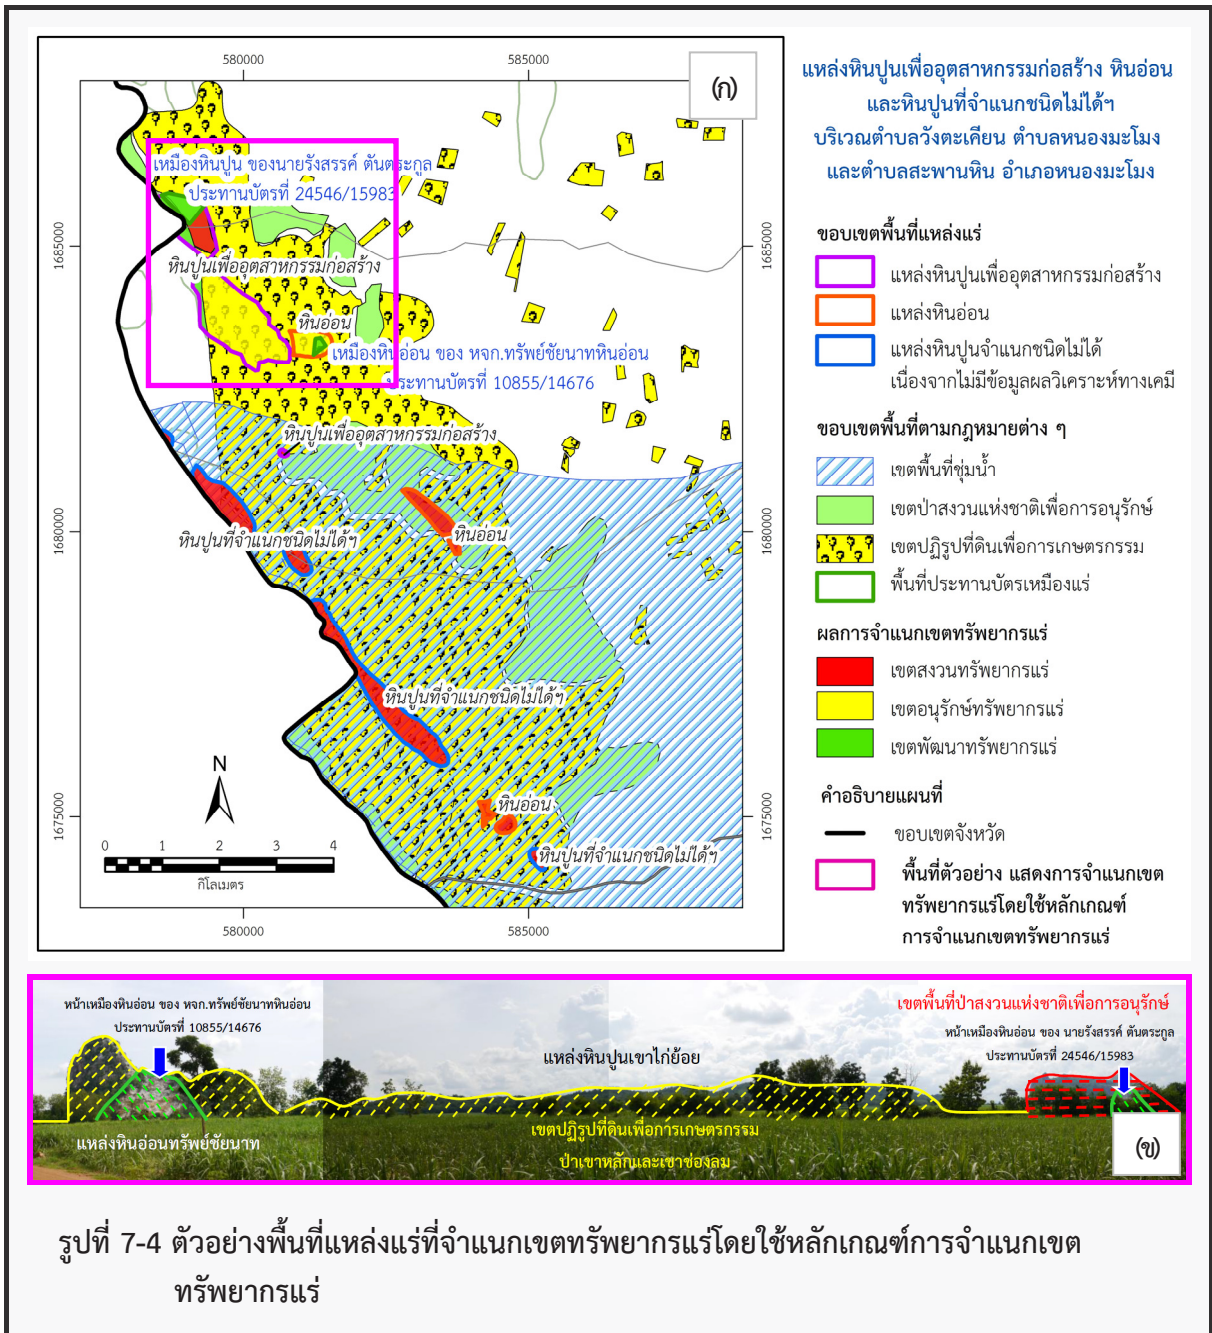 580000
585000
(ก)
เหมืองหินปูน ของนายรังสรรค์ ตันตระกูล
ประทานบัตรที่ 24546/15983
1685000
1685000
หินปูนเพื่ออุตสาหกรรมก่อสร้าง
หินอ่อน
เหมืองหินอ่อน ของ หจก.ทรัพย์ชัยนาทหินอ่อน
ประทานบัตรที่ 10855/14676
หินปูนเพื่ออุตสาหกรรมก่อสร้าง
1680000
1680000
หินปูนที่จำแนกชนิดไม่ได้ฯ
หินอ่อน
หินปูนที่จำแนกชนิดไม่ได้ฯ
N
หินอ่อน
1675000
1675000
หินปูนที่จำแนกชนิดไม่ได้ฯ
0 1 2 3 4
กิโลเมตร
580000
585000
แหล่งหินปูนเพื่ออุตสาหกรรมก่อสร้าง หินอ่อน
และหินปูนที่จำแนกชนิดไม่ได้ฯ
บริเวณตำบลวังตะเคียน ตำบลหนองมะโมง
และตำบลสะพานหิน อำเภอหนองมะโมง
ขอบเขตพื้นที่แหล่งแร่
แหล่งหินปูนเพื่ออุตสาหกรรมก่อสร้าง
แหล่งหินอ่อน
แหล่งหินปูนจำแนกชนิดไม่ได้
เนื่องจากไม่มีข้อมูลผลวิเคราะห์ทางเคมี
ขอบเขตพื้นที่ตามกฎหมายต่าง ๆ
เขตพื้นที่ชุ่มน้ำ
เขตป่าสงวนแห่งชาติเพื่อการอนุรักษ์
เขตปฏิรูปที่ดินเพื่อการเกษตรกรรม
พื้นที่ประทานบัตรเหมืองแร่
ผลการจำแนกเขตทรัพยากรแร่
เขตสงวนทรัพยากรแร่
เขตอนุรักษ์ทรัพยากรแร่
เขตพัฒนาทรัพยากรแร่
คำอธิบายแผนที่
ขอบเขตจังหวัด
พื้นที่ตัวอย่าง แสดงการจำแนกเขต
ทรัพยากรแร่โดยใช้หลักเกณฑ์
การจำแนกเขตทรัพยากรแร่
หน้าเหมืองหินอ่อน ของ หจก.ทรัพย์ชัยนาทหินอ่อน
ประทานบัตรที่ 10855/14676
แหล่งหินปูนเขาไก่ย้อย
เขตพื้นที่ป่าสงวนแห่งชาติเพื่อการอนุรักษ์
หน้าเหมืองหินอ่อน ของ นายรังสรรค์ ตันตระกูล
ประทานบัตรที่ 24546/15983
แหล่งหินอ่อนทรัพย์ชัยนาท
เขตปฏิรูปที่ดินเพื่อการเกษตรกรรม
ป่าเขาหลักและเขาช่องลม
(ข)
รูปที่ 7-4 ตัวอย่างพื้นที่แหล่งแร่ที่จำแนกเขตทรัพยากรแร่โดยใช้หลักเกณฑ์การจำแนกเขต
ทรัพยากรแร่